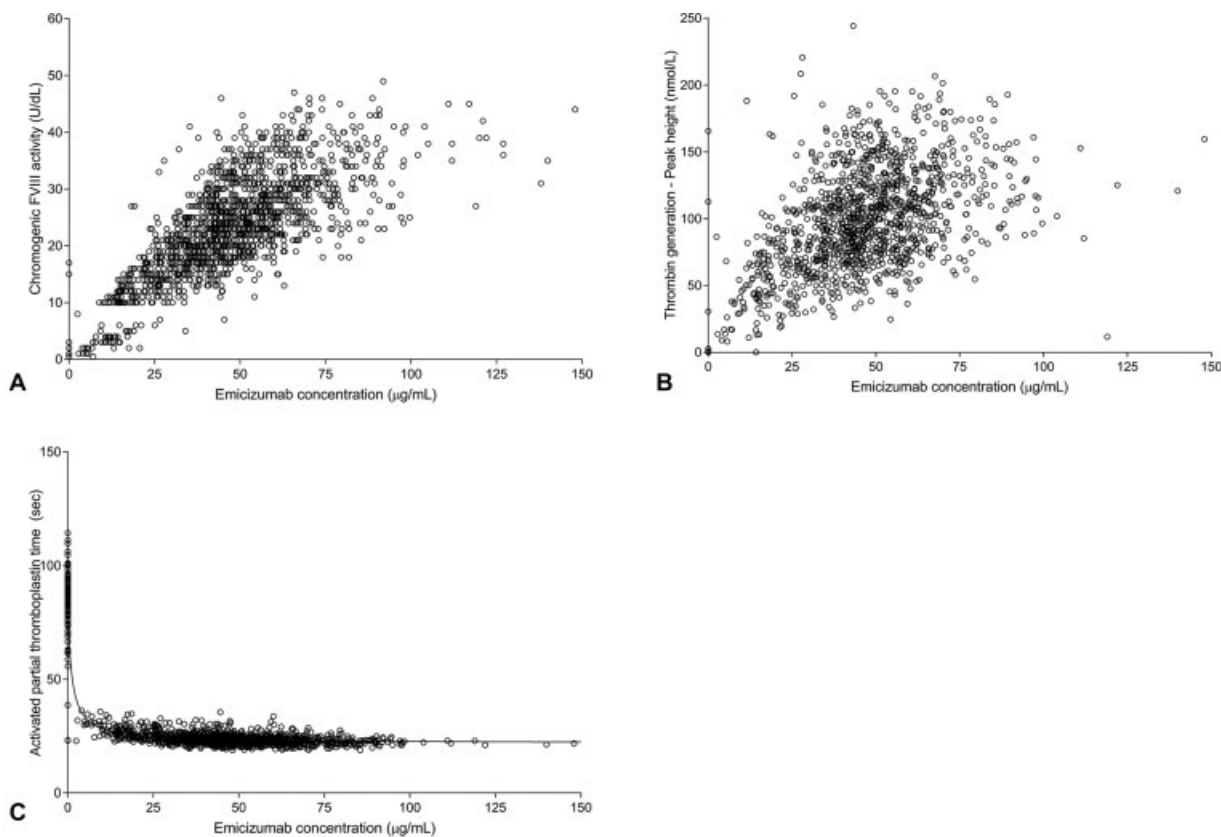 60
50
40
30
20
10
0
0 25 50 75 100 125 150
Chromogenic FVIII activity (U/dL)
Emicizumab concentration (μg/mL)
A
250
200
150
100
50
0
0 25 50 75 100 125 150
Thrombin generation - Peak height (nmol/L)
Emicizumab concentration (μg/mL)
B
150
100
50
0
0 25 50 75 100 125 150
Activated partial thromboplastin time (sec)
Emicizumab concentration (μg/mL)
C